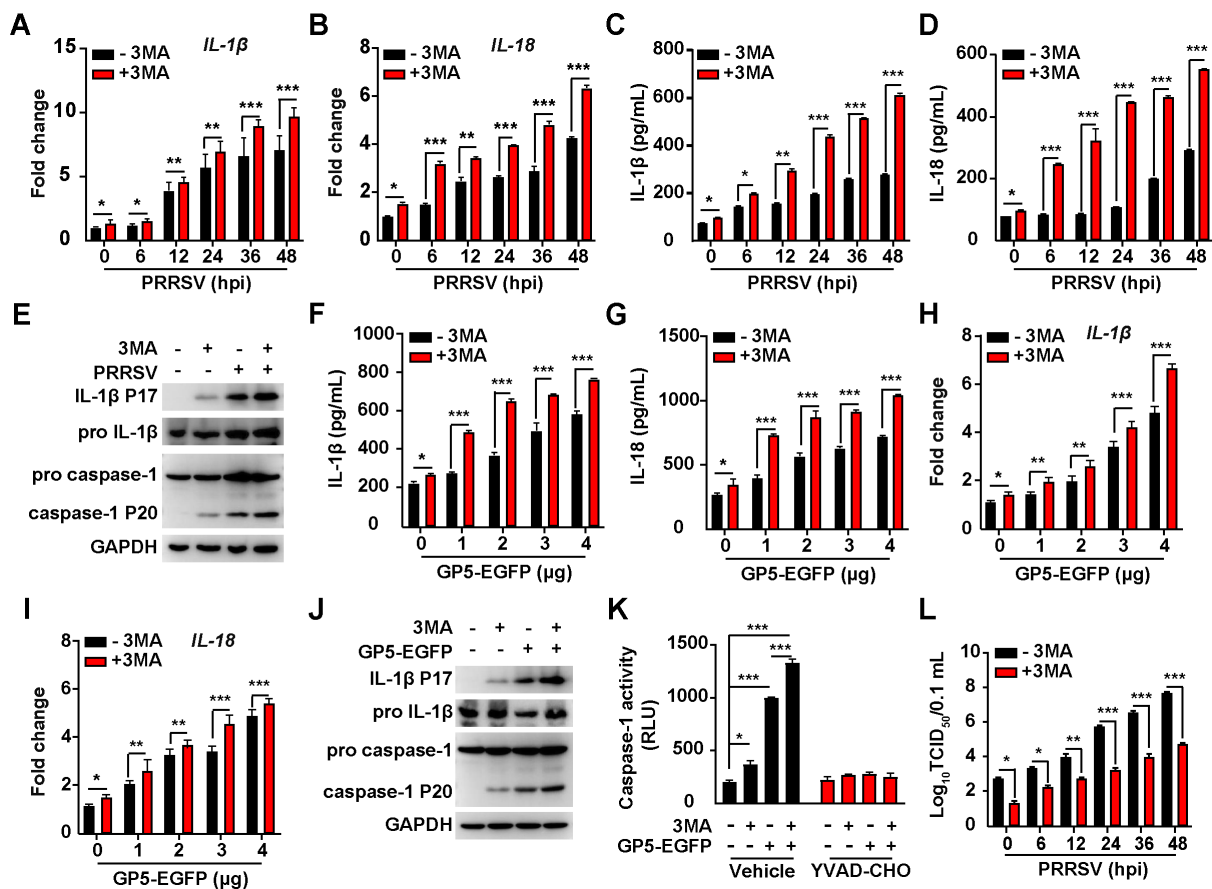 A
IL-1β
- 3MA
+3MA
Fold change
15
10
5
0
* * ** ** *** ***
0 6 12 24 36 48
PRRSV (hpi)
B
IL-18
- 3MA
+3MA
Fold change
8
6
4
2
0
* *** ** *** *** ***
0 6 12 24 36 48
PRRSV (hpi)
C
- 3MA
+3MA
IL-1β (pg/mL)
800
600
400
200
0
* * ** *** *** ***
0 6 12 24 36 48
PRRSV (hpi)
D
- 3MA
+3MA
IL-18 (pg/mL)
600
400
200
0
* *** *** *** *** ***
0 6 12 24 36 48
PRRSV (hpi)
E
3MA - + - +
PRRSV - - + +
IL-1β P17
pro IL-1β
pro caspase-1
caspase-1 P20
GAPDH
F
- 3MA
+3MA
IL-1β (pg/mL)
1000
800
600
400
200
0
* *** *** *** ***
0 1 2 3 4
GP5-EGFP (μg)
G
- 3MA
+3MA
IL-18 (pg/mL)
1500
1000
500
0
* *** *** *** ***
0 1 2 3 4
GP5-EGFP (μg)
H
IL-1β
- 3MA
+3MA
Fold change
8
6
4
2
0
* ** ** *** ***
0 1 2 3 4
GP5-EGFP (μg)
I
IL-18
- 3MA
+3MA
Fold change
8
6
4
2
0
* ** ** *** ***
0 1 2 3 4
GP5-EGFP (μg)
J
3MA - + - +
GP5-EGFP - - + +
IL-1β P17
pro IL-1β
pro caspase-1
caspase-1 P20
GAPDH
K
Caspase-1 activity
(RLU)
1500
1000
500
0
***
***
***
*
3MA - + - + - + - +
GP5-EGFP - - + + - - + +
Vehicle YVAD-CHO
L
- 3MA
+3MA
Log10TCID50/0.1 mL
10
8
6
4
2
0
* * ** *** *** ***
0 6 12 24 36 48
PRRSV (hpi)